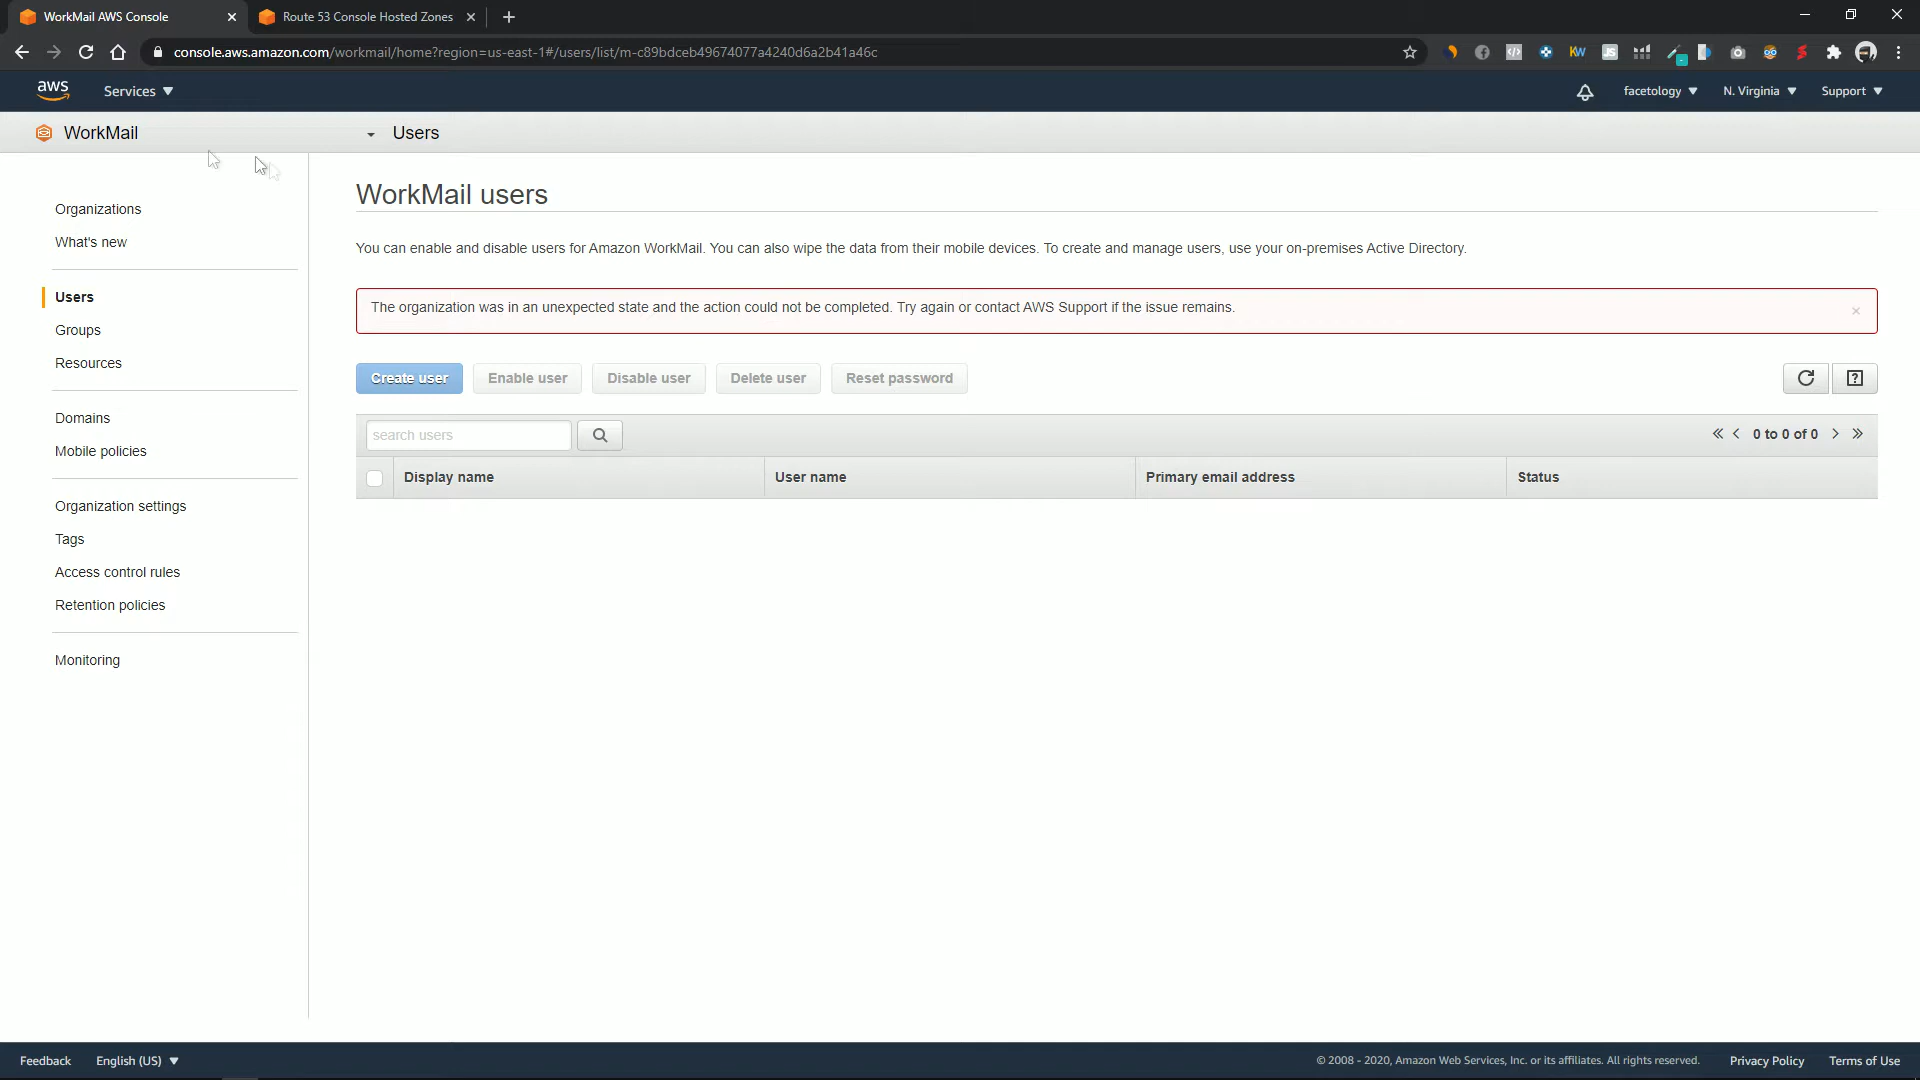 WorkMail AWS Console
Route 53 Console Hosted Zones
console.aws.amazon.com/workmail/home?region=us-east-1#/users/list/m-c89bdceb49674077a4240d6a2b41a46c
KW
JS
aws
Services
facetology
N. Virginia
Support
WorkMail
Users
Organizations
What's new
Users
Groups
Resources
Domains
Mobile policies
Organization settings
Tags
Access control rules
Retention policies
Monitoring
WorkMail users
You can enable and disable users for Amazon WorkMail. You can also wipe the data from their mobile devices. To create and manage users, use your on-premises Active Directory.
The organization was in an unexpected state and the action could not be completed. Try again or contact AWS Support if the issue remains.
Create user
Enable user
Disable user
Delete user
Reset password
search users
0 to 0 of 0
Display name
User name
Primary email address
Status
Feedback
English (US)
© 2008 - 2020, Amazon Web Services, Inc. or its affiliates. All rights reserved.
Privacy Policy
Terms of Use